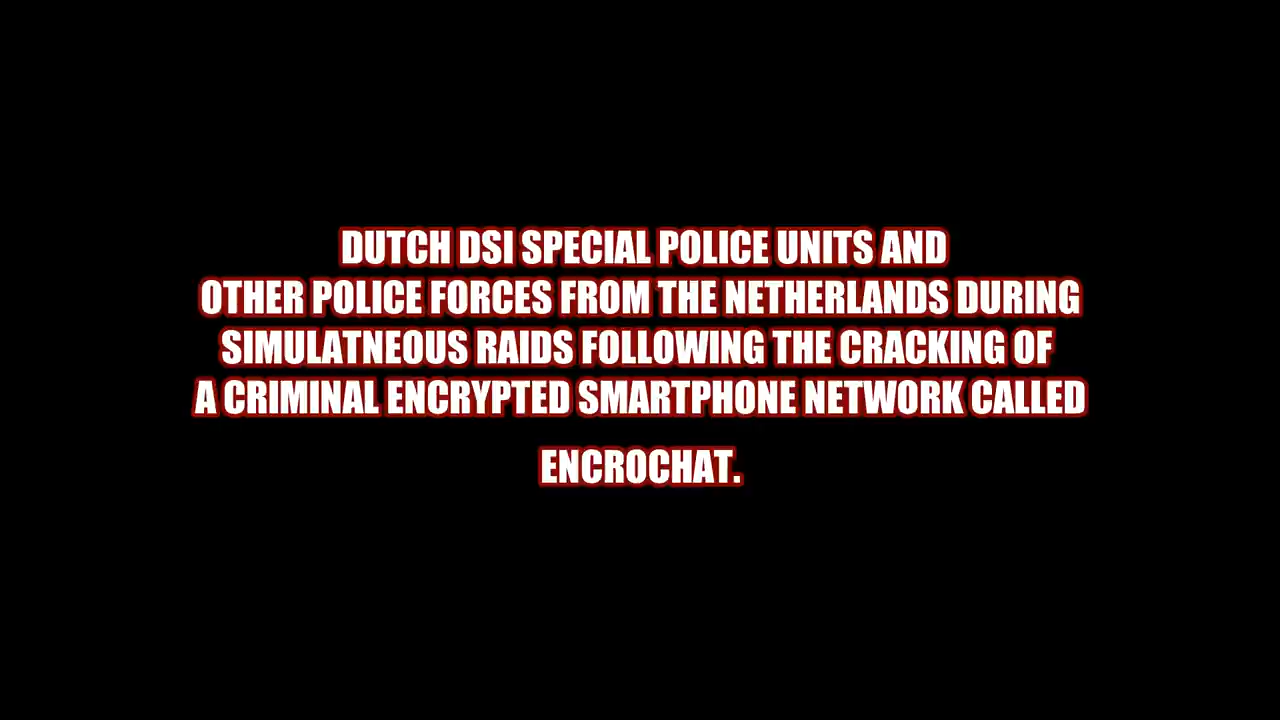 DUTCH DSI SPECIAL POLICE UNITS AND
OTHER POLICE FORCES FROM THE NETHERLANDS DURING
SIMULATNEOUS RAIDS FOLLOWING THE CRACKING OF
A CRIMINAL ENCRYPTED SMARTPHONE NETWORK CALLED
ENCROCHAT.